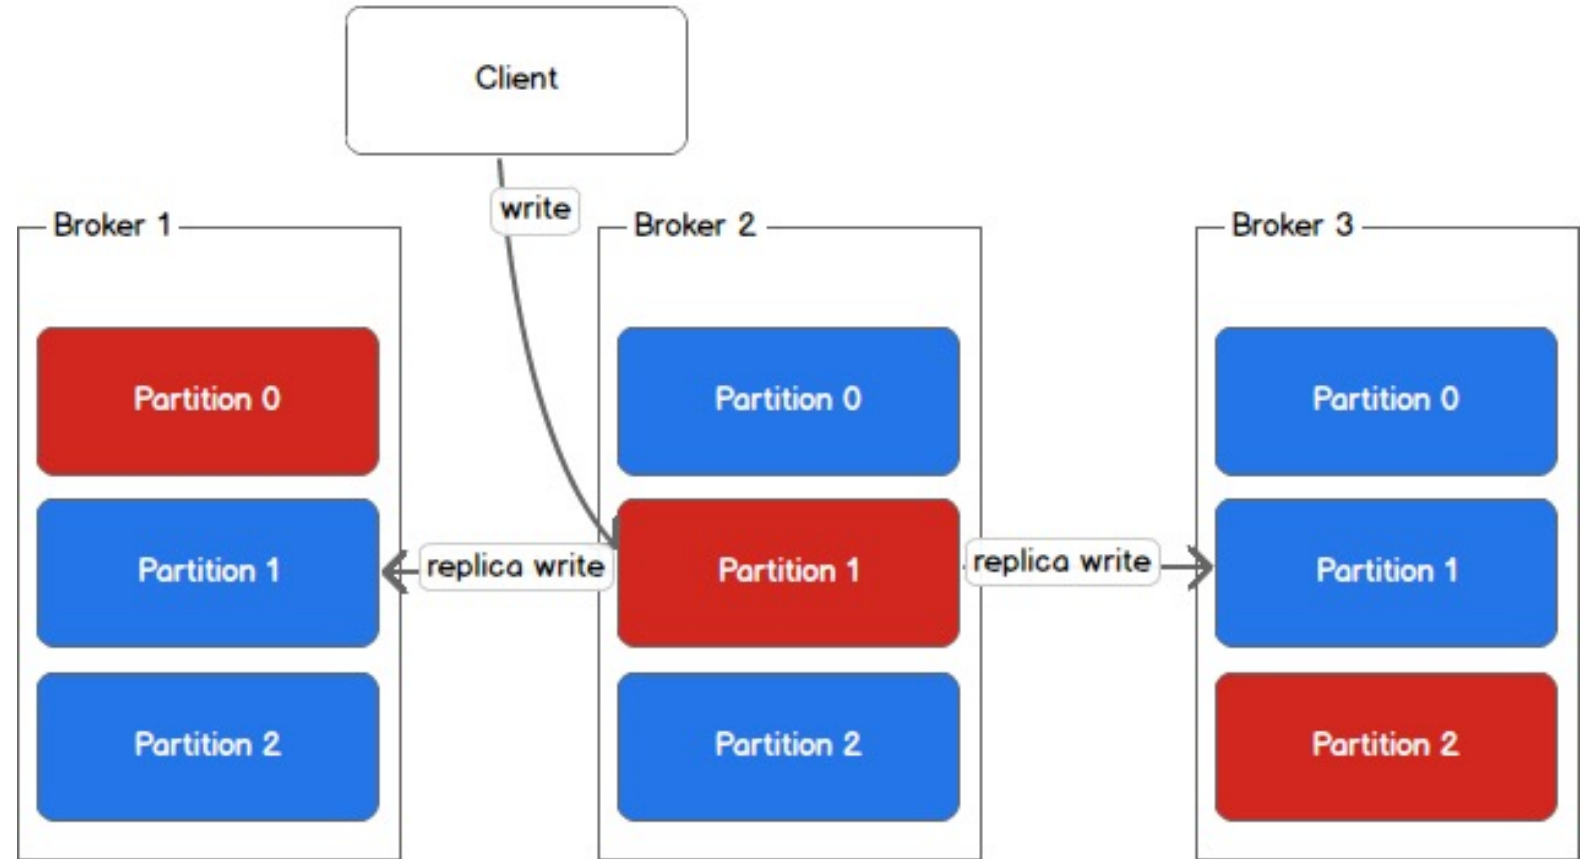 Client
write
Broker 1
Broker 2
Broker 3
Partition 0
Partition 0
Partition 0
Partition 1
replica write
Partition 1
replica write
Partition 1
Partition 2
Partition 2
Partition 2